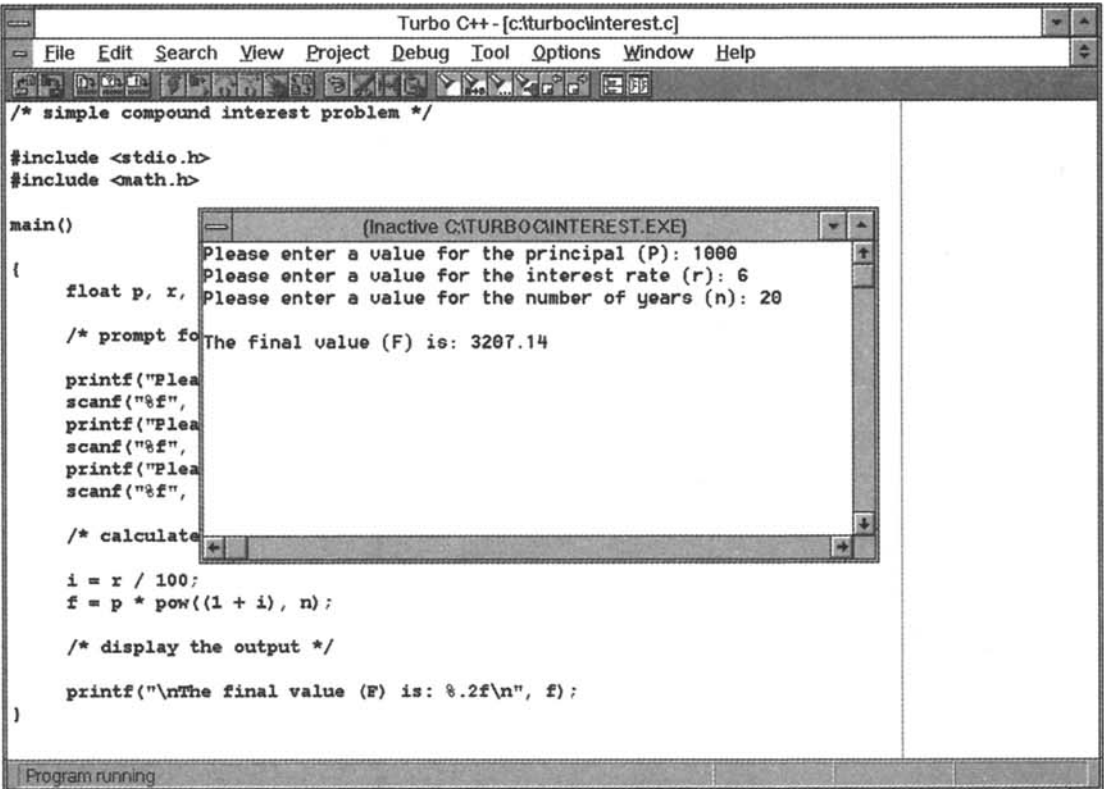 Turbo C++ - [c:\turboc\interest.c]
File Edit Search View Project Debug Tool Options Window Help
/* simple compound interest problem */
#include <stdio.h>
#include <math.h>
main()
{
float p, r,
/* prompt fo
printf("Plea
scanf("%f",
printf("Plea
scanf("%f",
printf("Plea
scanf("%f",
/* calculate
i = r / 100;
f = p * pow((1 + i), n);
/* display the output */
printf("\nThe final value (F) is: %.2f\n", f);
}
(Inactive C:\TURBOC\INTEREST.EXE)
Please enter a value for the principal (P): 1000
Please enter a value for the interest rate (r): 6
Please enter a value for the number of years (n): 20
The final value (F) is: 3207.14
Program running